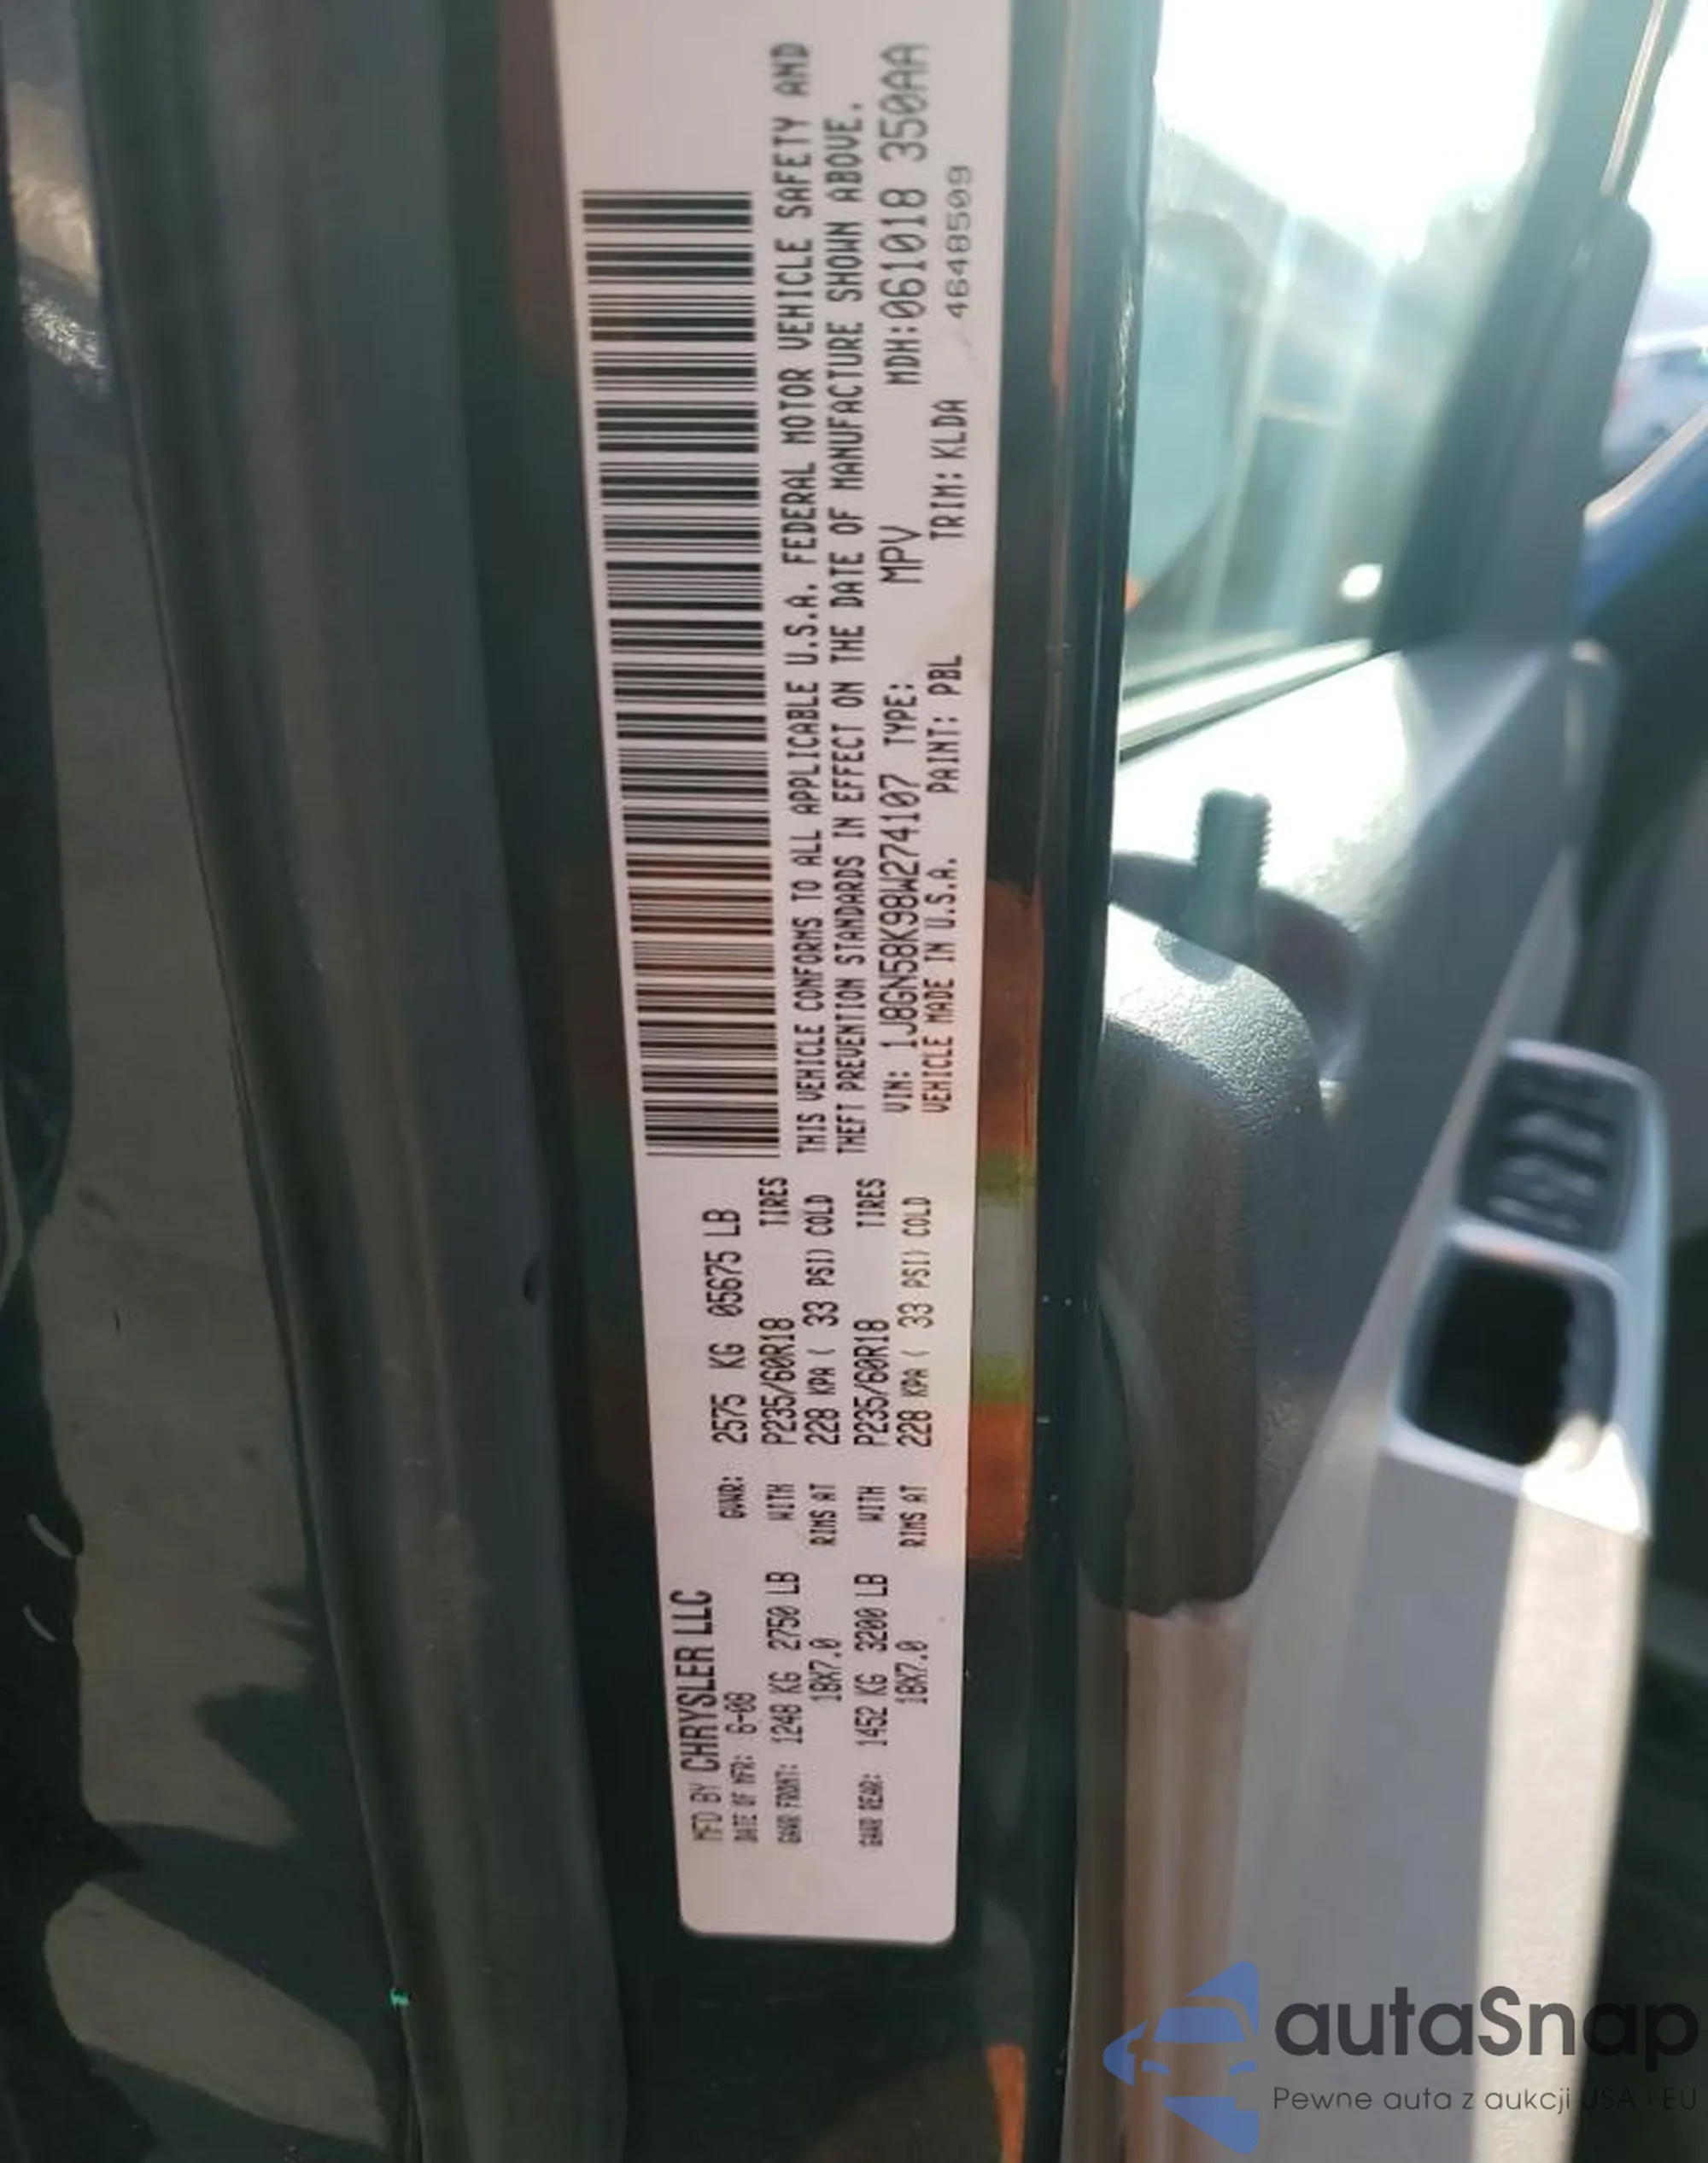 MFD BY CHRYSLER LLC
DATE OF MFR: 6-08 GVWR: 2575 KG 05675 LB
GAWR FRONT: 1248 KG 2750 LB WITH P235/60R18 TIRES
18X7.0 RIMS AT 228 KPA ( 33 PSI) COLD
GAWR REAR: 1452 KG 3200 LB WITH P235/60R18 TIRES
18X7.0 RIMS AT 228 KPA ( 33 PSI) COLD
THIS VEHICLE CONFORMS TO ALL APPLICABLE U.S.A. FEDERAL MOTOR VEHICLE SAFETY AND
THEFT PREVENTION STANDARDS IN EFFECT ON THE DATE OF MANUFACTURE SHOWN ABOVE.
VIN: 1J8GN58K98W274107 TYPE: MPV MDH:061018 350AA
VEHICLE MADE IN U.S.A. PAINT: PBL TRIM: KLDA 4648509
autaSnap
Pewne auta z aukcji USA i EU